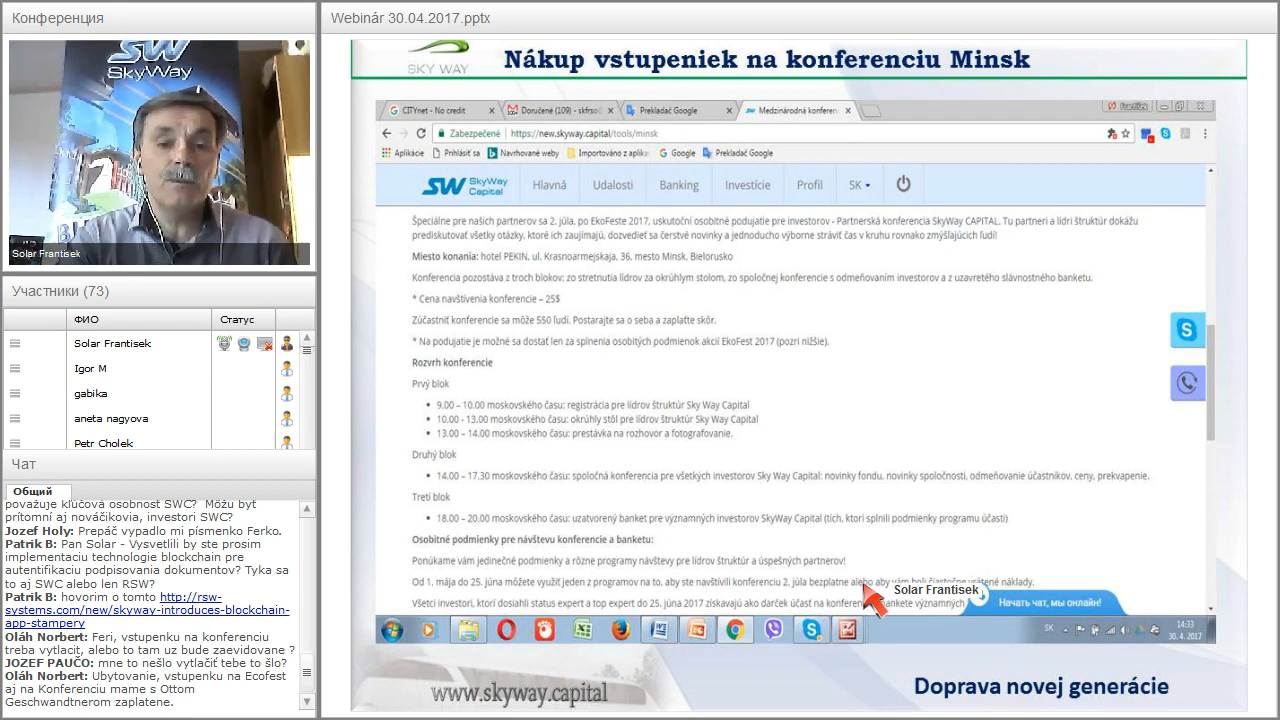 Конференция
SW
SkyWay
Solar Frantisek
Участники (73)
ФИО
Статус
Solar Frantisek
Igor M
gabika
aneta nagyova
Petr Cholek
Чат
Общий
považuje kľúčová osobnosť SWC? Môžu byť
prítomní aj nováčikovia, investori SWC?
Jozef Holy: Prepáč vypadlo mi písmenko Ferko.
Patrik B: Pan Solar - Vysvetlili by ste prosim
implementaciu technologie blockchain pre
autentifikaciu podpisovania dokumentov? Tyka sa
to aj SWC alebo len RSW?
Patrik B: hovorim o tomto http://rsw-
systems.com/new/skyway-introduces-blockchain-
app-stampery
Oláh Norbert: Feri, vstupenku na konferenciu
treba vytlacit, alebo to tam uz bude zaevidovane ?
JOZEF PAUČO: mne to nešlo vytlačiť tebe to šlo?
Oláh Norbert: Ubytovanie, vstupenku na Ecofest
aj na Konferenciu mame s Ottom
Geschwandtnerom zaplatene.
Webinár 30.04.2017.pptx
SKY WAY
Nákup vstupeniek na konferenciu Minsk
CITYnet - No credit
Doručené (109) - skfrso
Prekladač Google
Medzinárodná konferen
Zabezpečené
https://new.skyway.capital/tools/minsk
Aplikácie
Prihlásiť sa
Navrhované weby
Importováno z aplika
Google
Prekladač Google
SW SkyWay Capital
Hlavná
Udalosti
Banking
Investície
Profil
SK
Špeciálne pre našich partnerov sa 2. júla, po EkoFeste 2017, uskutoční osobitné podujatie pre investorov - Partnerská konferencia SkyWay CAPITAL. Tu partneri a lídri štruktúr dokážu
prediskutovať všetky otázky, ktoré ich zaujímajú, dozvedieť sa čerstvé novinky a jednoducho výborne stráviť čas v kruhu rovnako zmýšľajúcich ľudí!
Miesto konania: hotel PEKIN, ul. Krasnoarmejskaja, 36, mesto Minsk, Bielorusko
Konferencia pozostáva z troch blokov: zo stretnutia lídrov za okrúhlym stolom, zo spoločnej konferencie s odmeňovaním investorov a z uzavretého slávnostného banketu.
* Cena navštívenia konferencie – 25$
Zúčastniť konferencie sa môže 550 ľudí. Postarajte sa o seba a zaplaťte skôr.
* Na podujatie je možné sa dostať len za splnenia osobitých podmienok akcií EkoFest 2017 (pozri nižšie).
Rozvrh konferencie
Prvý blok
• 9.00 – 10.00 moskovského času: registrácia pre lídrov štruktúr Sky Way Capital
• 10.00 - 13.00 moskovského času: okrúhly stôl pre lídrov štruktúr Sky Way Capital
• 13.00 – 14.00 moskovského času: prestávka na rozhovor a fotografovanie.
Druhý blok
• 14.00 – 17.30 moskovského času: spoločná konferencia pre všetkých investorov Sky Way Capital: novinky fondu, novinky spoločnosti, odmeňovanie účastníkov, ceny, prekvapenie.
Tretí blok
• 18.00 – 20.00 moskovského času: uzatvorený banket pre významných investorov SkyWay Capital (tích, ktorí splnili podmienky programu účasti)
Osobitné podmienky pre návštevu konferencie a banketu:
Ponúkame vám jedinečné podmienky a rôzne programy návštevy pre lídrov štruktúr a úspešných partnerov!
Od 1. mája do 25. júna môžete využiť jeden z programov na to, aby ste navštívili konferenciu 2. júla bezplatne alebo aby vám boli čiastočne vrátené náklady.
Všetci investori, ktorí dosiahli status expert a top expert do 25. júna 2017 získavajú ako darček účasť na konferencii bankete významných
Solar Frantisek
Начать чат, мы онлайн!
SK
14:33
30. 4. 2017
www.skyway.capital
Doprava novej generácie